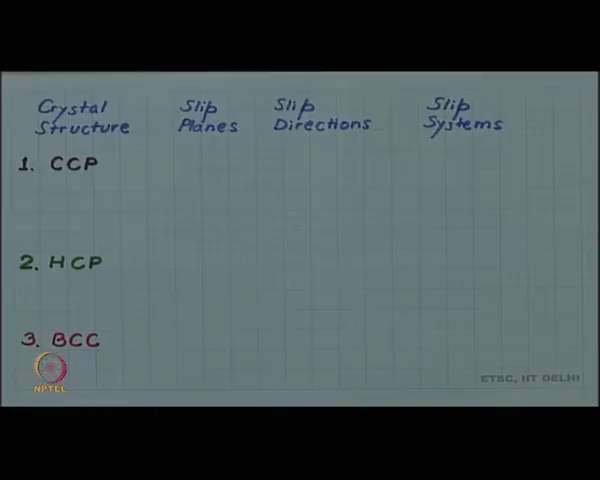 Crystal Structure
Slip Planes
Slip Directions
Slip Systems
1. CCP
2. HCP
3. BCC
NPTEL
ETSC, IIT DELHI